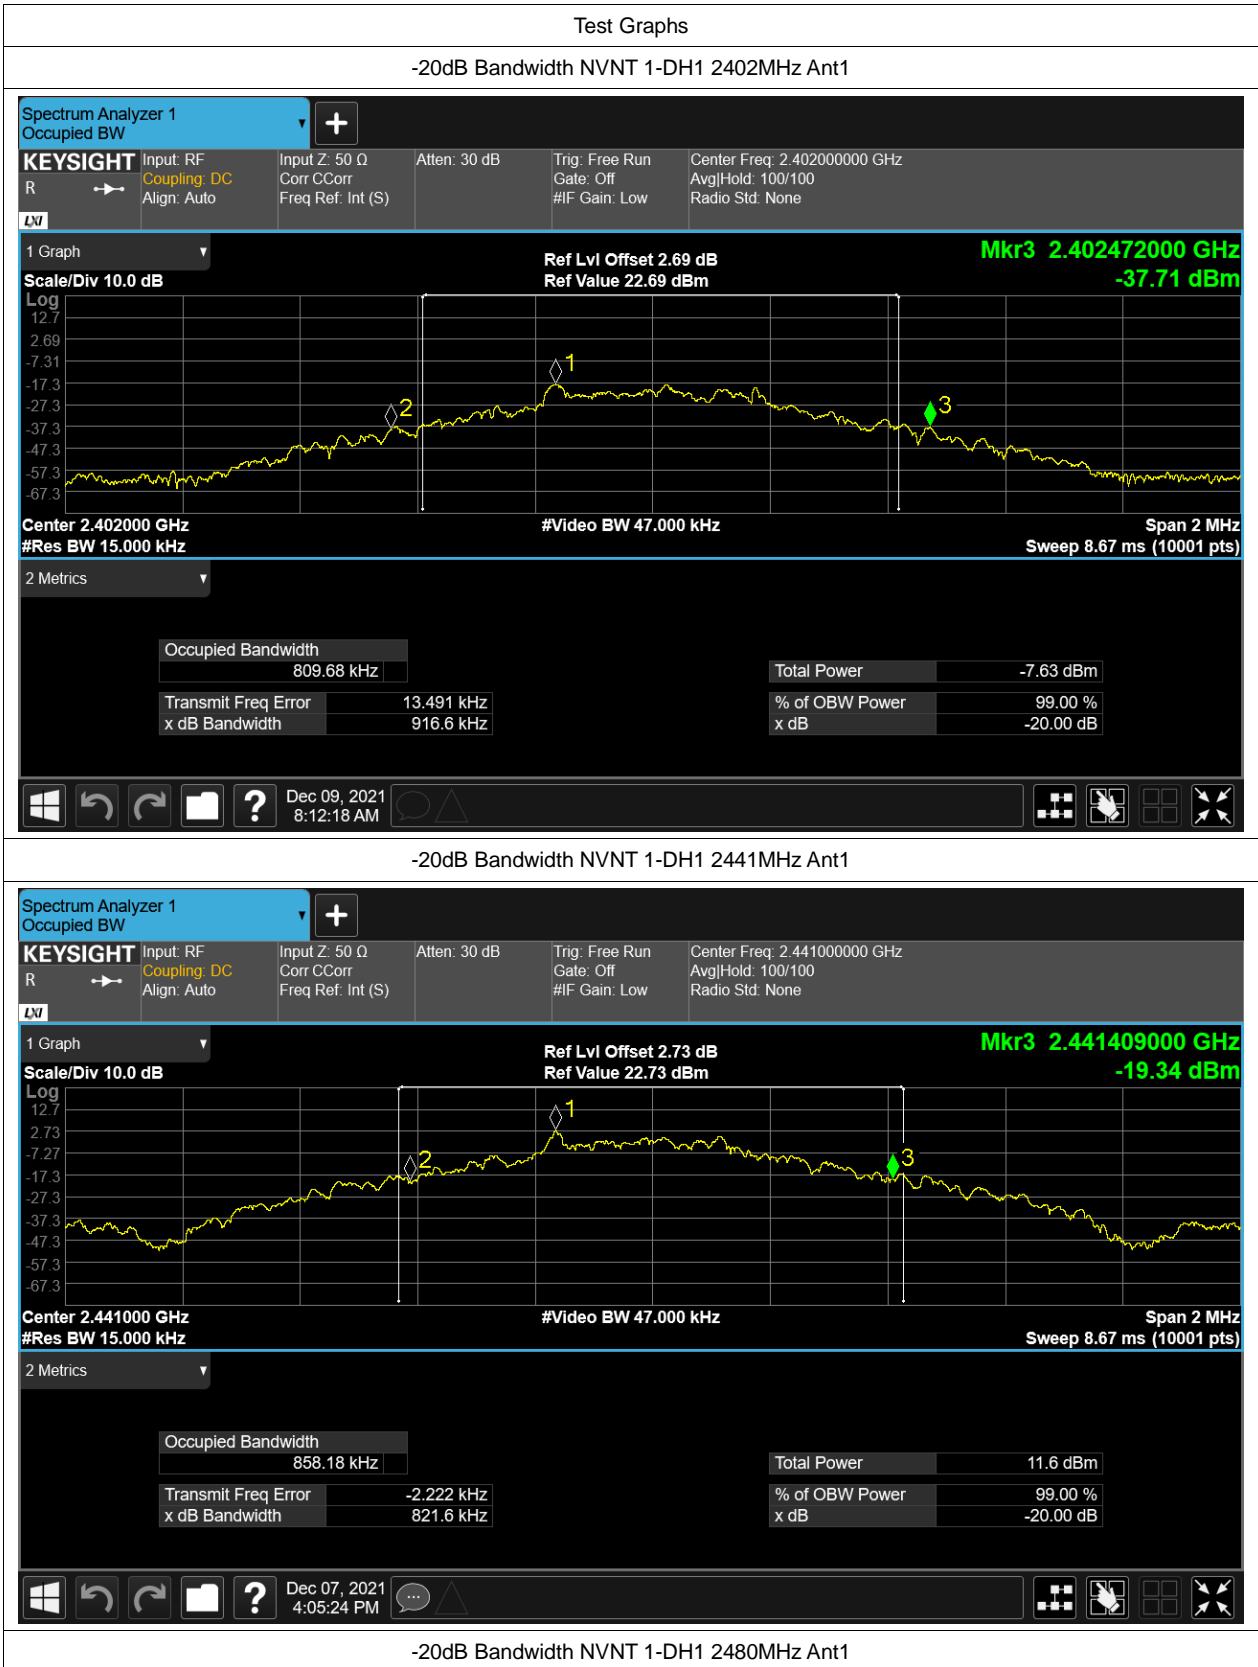 Test Graphs
-20dB Bandwidth NVNT 1-DH1 2402MHz Ant1
Spectrum Analyzer 1
Occupied BW
KEYSIGHT Input: RF Input Z: 50 Ω Atten: 30 dB Trig: Free Run Center Freq: 2.402000000 GHz
R Coupling: DC Corr CCorr Gate: Off Avg|Hold: 100/100
Align: Auto Freq Ref: Int (S) #IF Gain: Low Radio Std: None
LXI
1 Graph Ref Lvl Offset 2.69 dB Mkr3 2.402472000 GHz
Scale/Div 10.0 dB Ref Value 22.69 dBm -37.71 dBm
Log
12.7
2.69
-7.31
-17.3
-27.3
-37.3
-47.3
-57.3
-67.3
1
2
3
Center 2.402000 GHz #Video BW 47.000 kHz Span 2 MHz
#Res BW 15.000 kHz Sweep 8.67 ms (10001 pts)
2 Metrics
Occupied Bandwidth
809.68 kHz Total Power -7.63 dBm
Transmit Freq Error 13.491 kHz % of OBW Power 99.00 %
x dB Bandwidth 916.6 kHz x dB -20.00 dB
? Dec 09, 2021
8:12:18 AM
-20dB Bandwidth NVNT 1-DH1 2441MHz Ant1
Spectrum Analyzer 1
Occupied BW
KEYSIGHT Input: RF Input Z: 50 Ω Atten: 30 dB Trig: Free Run Center Freq: 2.441000000 GHz
R Coupling: DC Corr CCorr Gate: Off Avg|Hold: 100/100
Align: Auto Freq Ref: Int (S) #IF Gain: Low Radio Std: None
LXI
1 Graph Ref Lvl Offset 2.73 dB Mkr3 2.441409000 GHz
Scale/Div 10.0 dB Ref Value 22.73 dBm -19.34 dBm
Log
12.7
2.73
-7.27
-17.3
-27.3
-37.3
-47.3
-57.3
-67.3
1
2
3
Center 2.441000 GHz #Video BW 47.000 kHz Span 2 MHz
#Res BW 15.000 kHz Sweep 8.67 ms (10001 pts)
2 Metrics
Occupied Bandwidth
858.18 kHz Total Power 11.6 dBm
Transmit Freq Error -2.222 kHz % of OBW Power 99.00 %
x dB Bandwidth 821.6 kHz x dB -20.00 dB
? Dec 07, 2021
4:05:24 PM
-20dB Bandwidth NVNT 1-DH1 2480MHz Ant1